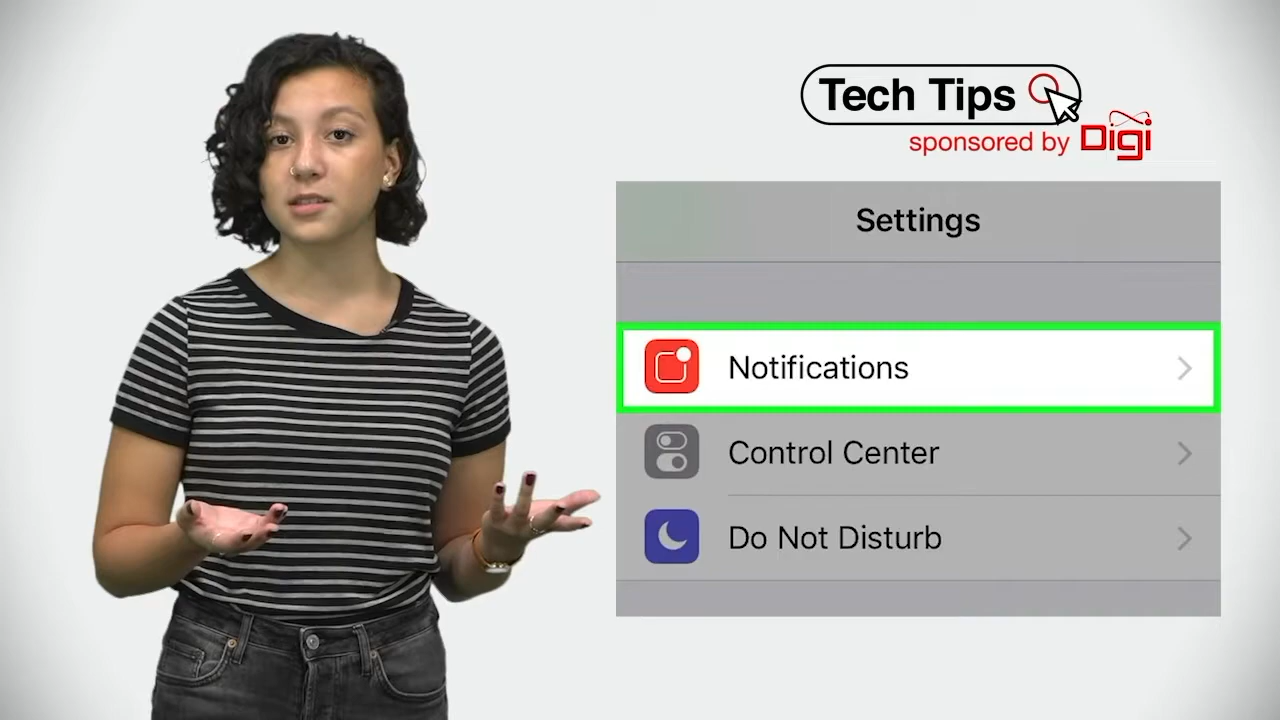 Tech Tips
sponsored by Digi
Settings
Notifications
Control Center
Do Not Disturb